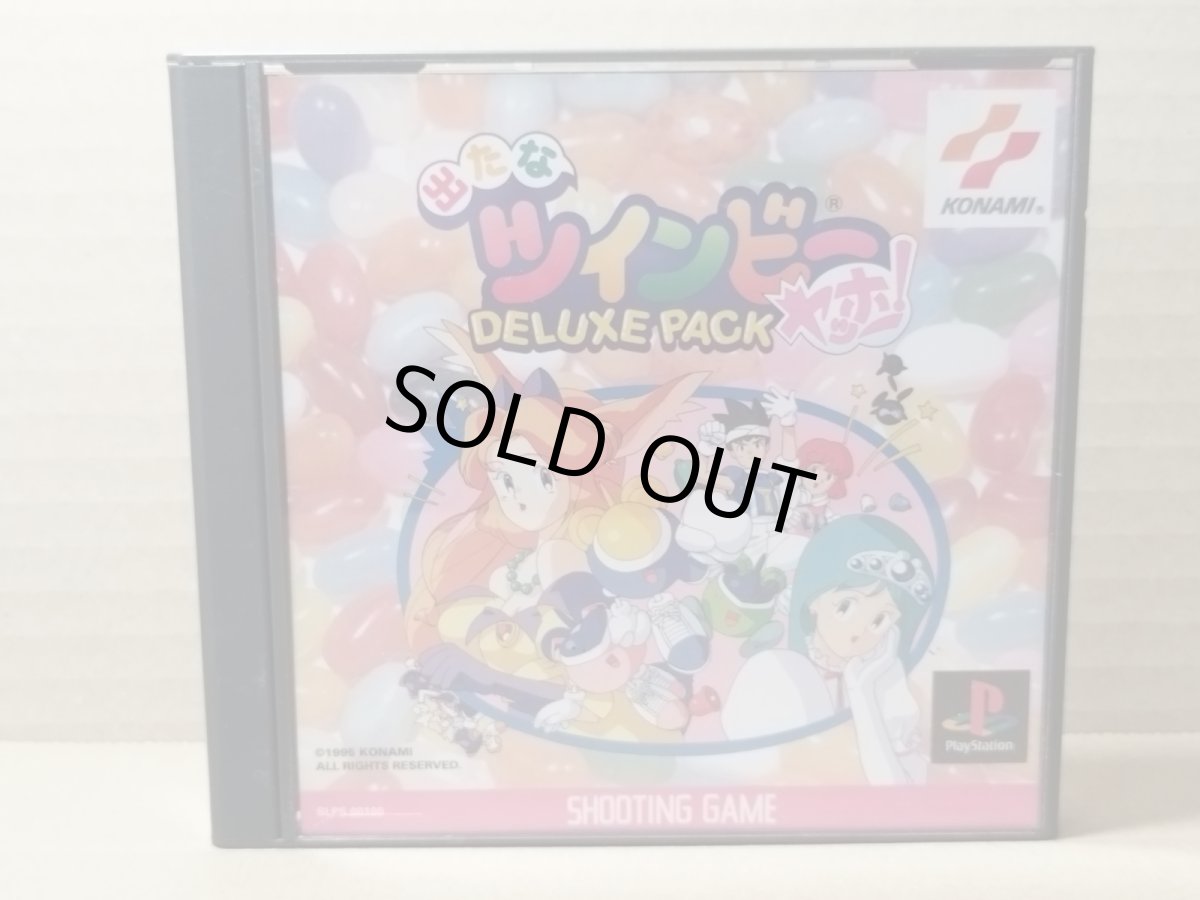 出たな
ツインビー®
ヤッホー!
DELUXE PACK
KONAMI®
SOLD OUT
©1995 KONAMI
ALL RIGHTS RESERVED.
PlayStation
SHOOTING GAME